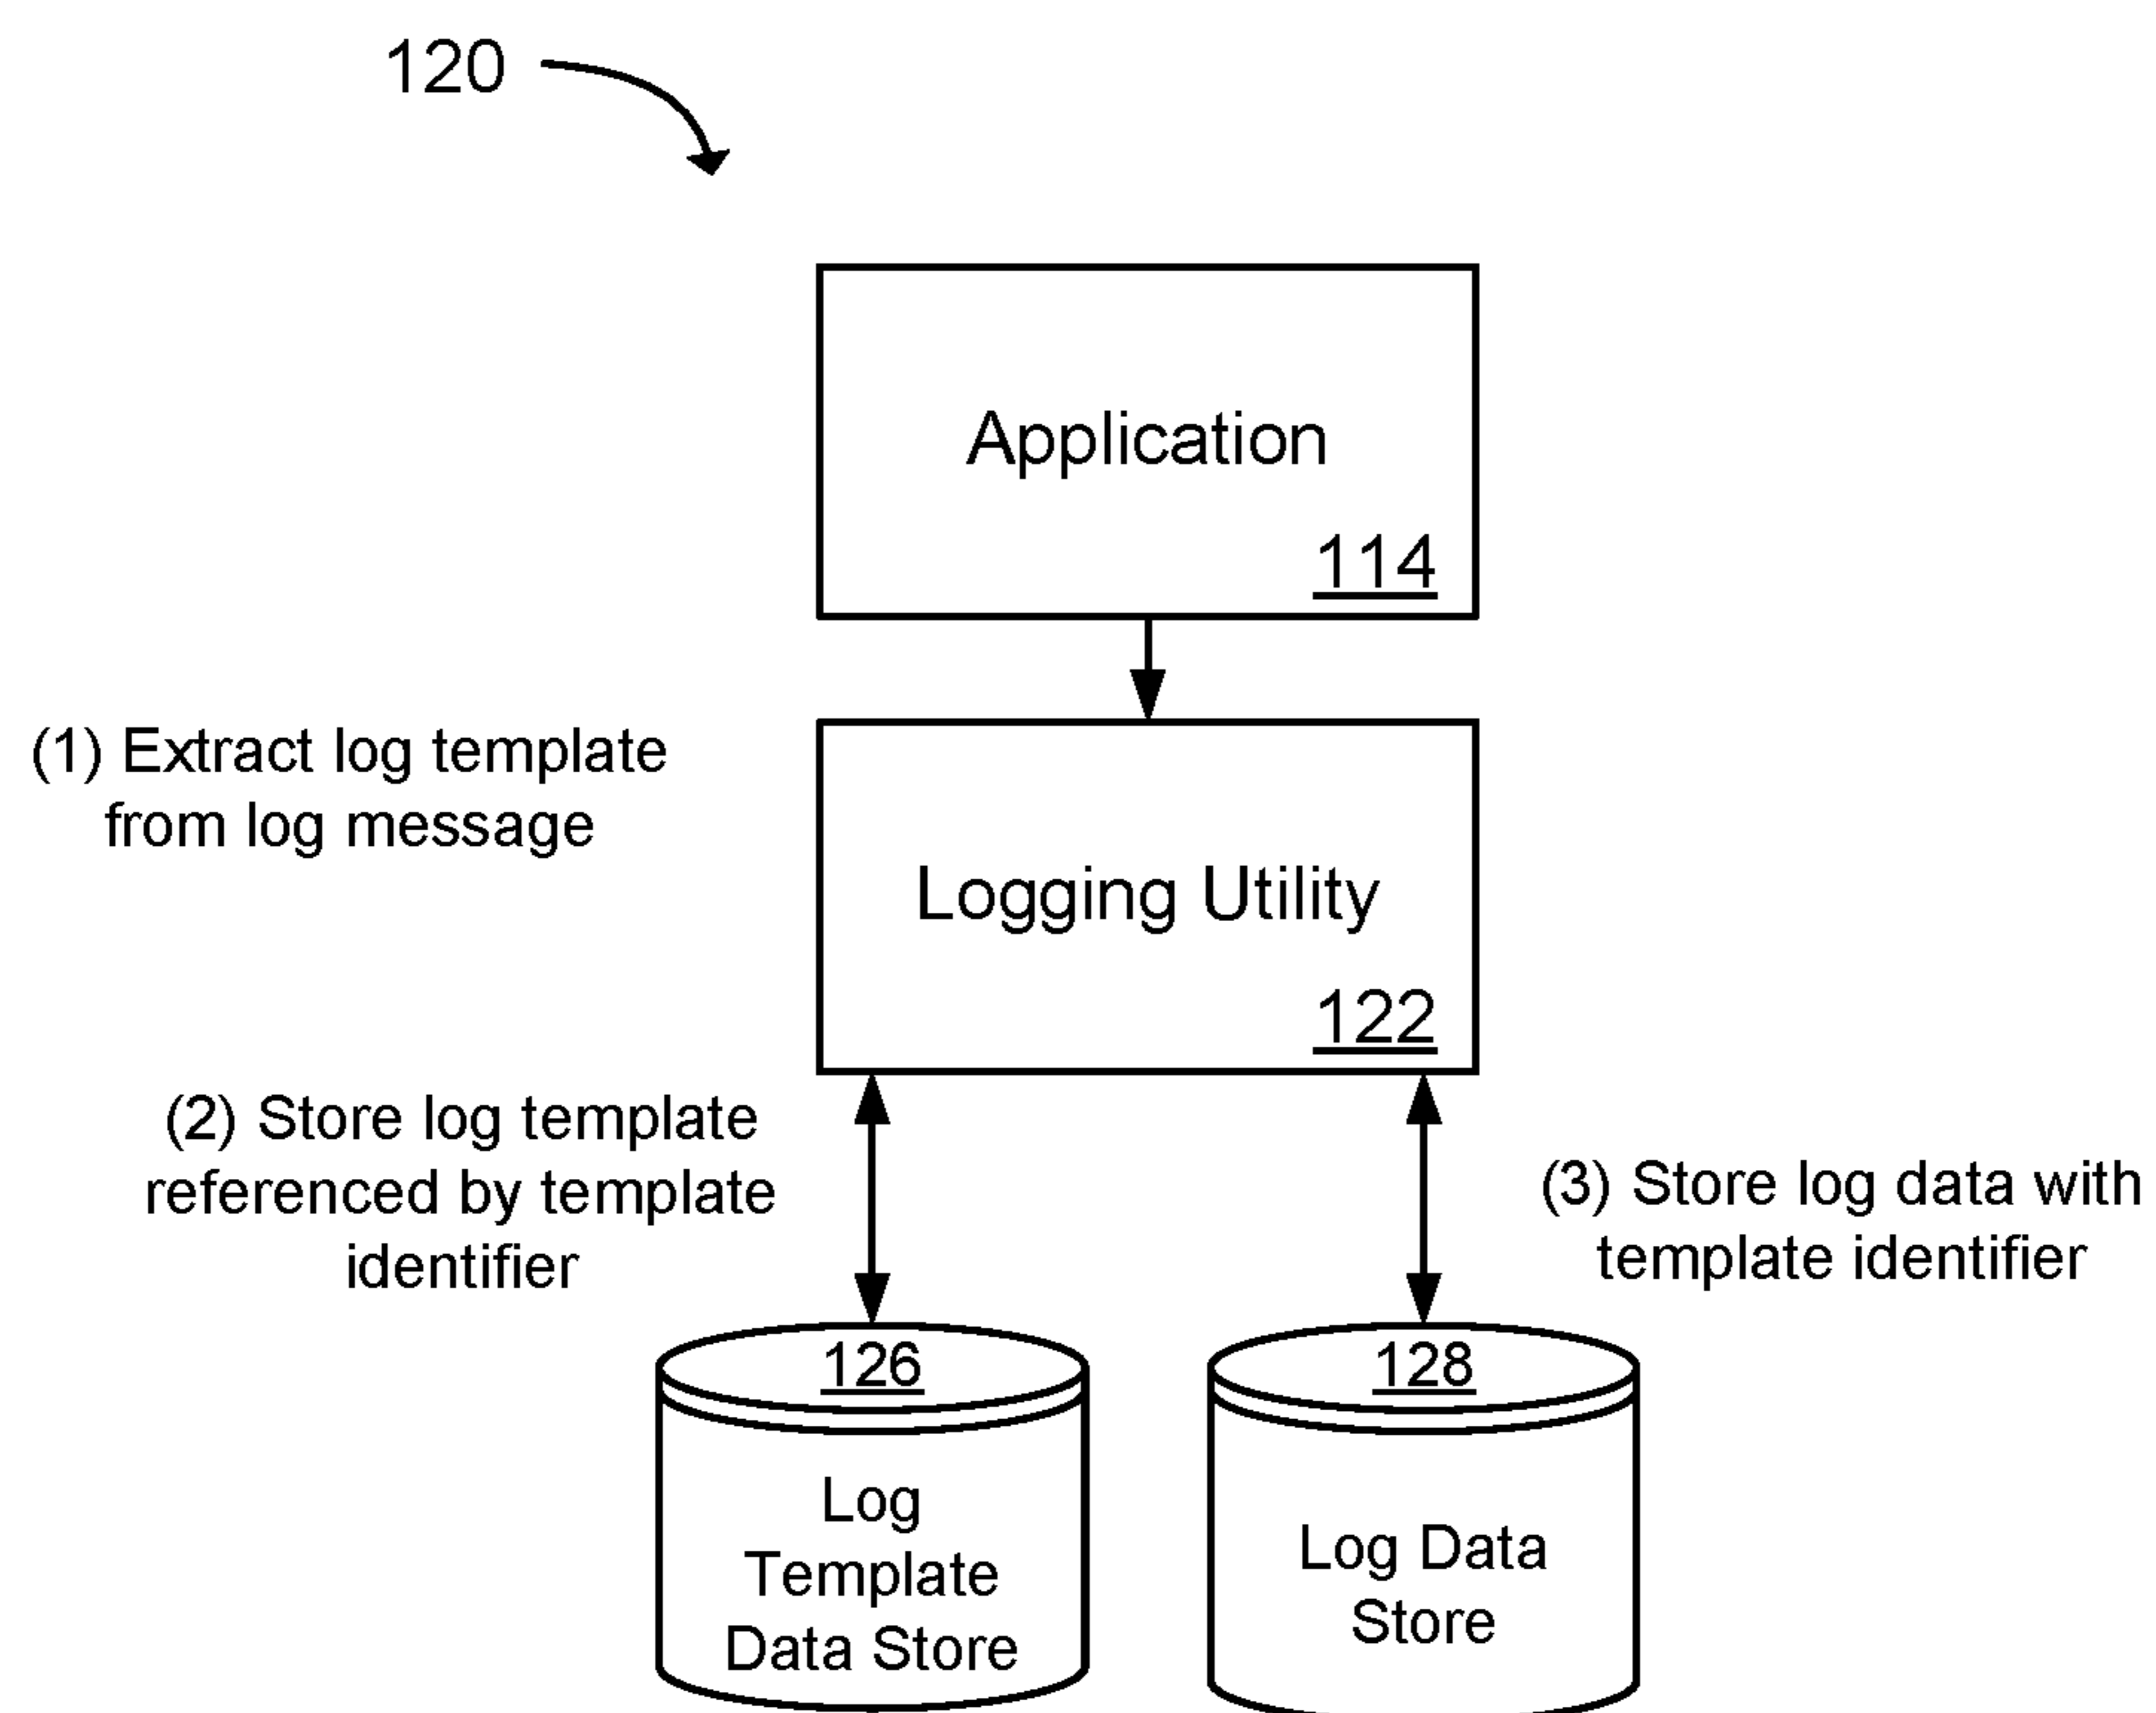 120
Application
114
(1) Extract log template
from log message
Logging Utility
122
(2) Store log template
referenced by template
identifier
(3) Store log data with
template identifier
126
Log
Template
Data Store
128
Log Data
Store